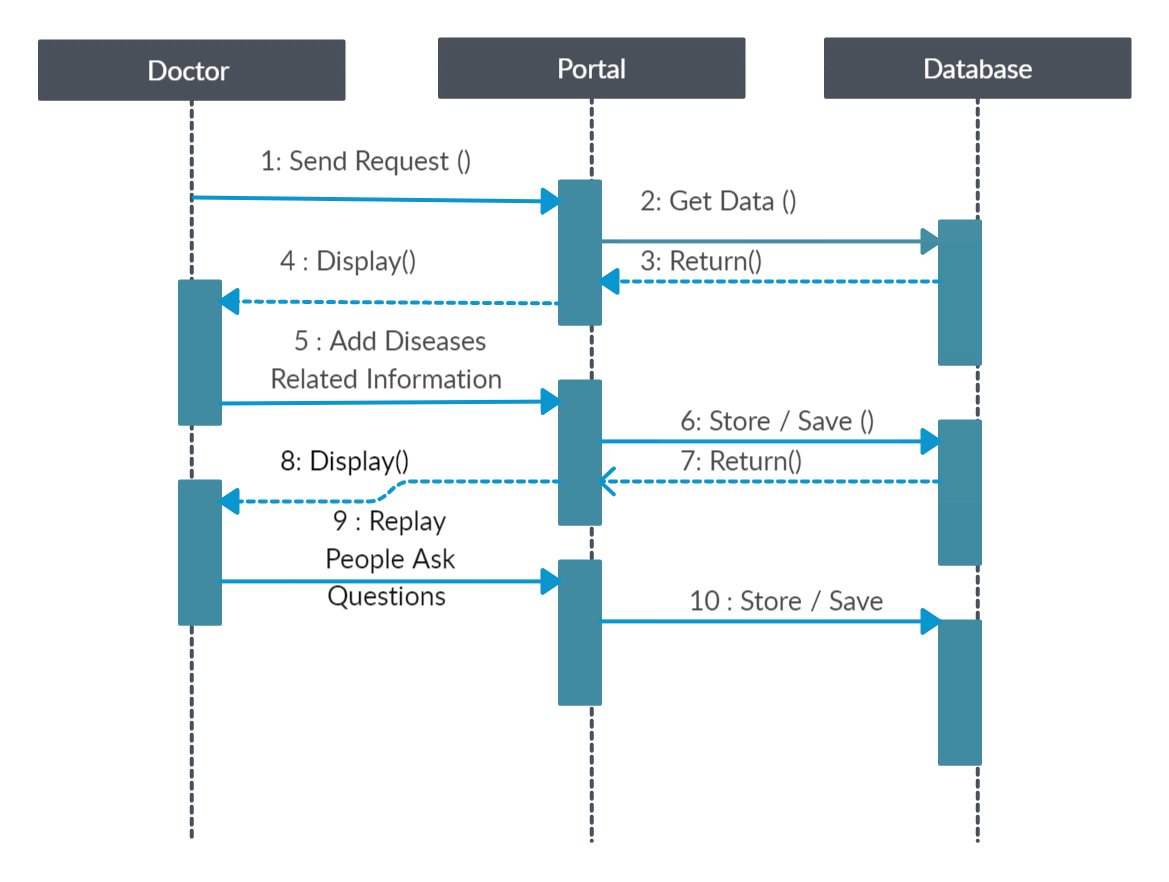 Doctor
Portal
Database
1: Send Request ()
2: Get Data ()
4 : Display()
3: Return()
5 : Add Diseases
Related Information
6: Store / Save ()
8: Display()
7: Return()
9 : Replay
People Ask
Questions
10 : Store / Save